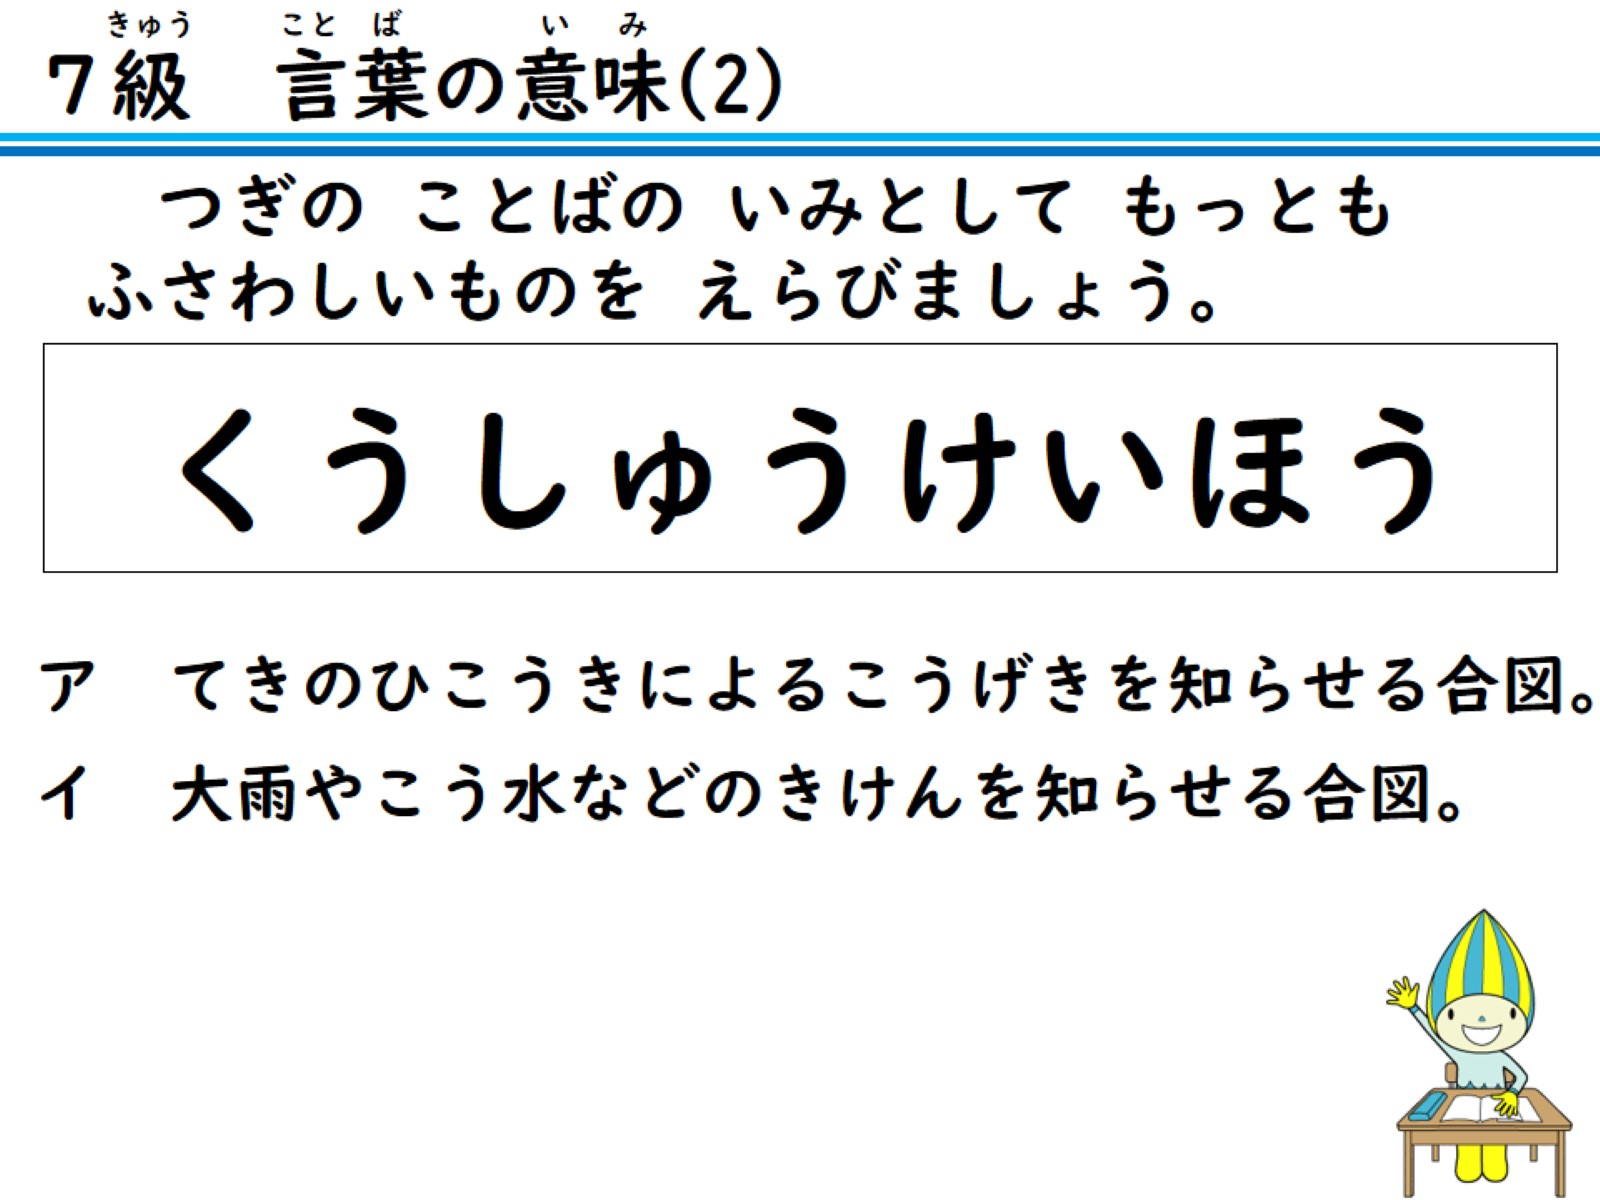 きゅう　ことば　いみ
７級　言葉の意味(2)
つぎの ことばの いみとして もっとも
ふさわしいものを えらびましょう。
くうしゅうけいほう
ア　てきのひこうきによるこうげきを知らせる合図。
イ　大雨やこう水などのきけんを知らせる合図。